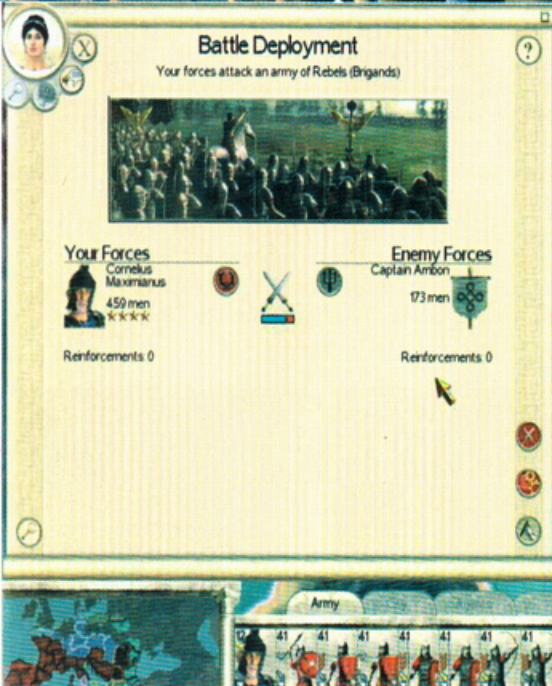 Battle Deployment
Your forces attack an army of Rebels (Brigands)
Your Forces
Cornelius
Maximianus
459 men
Reinforcements: 0
Enemy Forces
Captain Ambon
173 men
Reinforcements: 0
X
?
Army
12 41 41 41 41 41 41 41